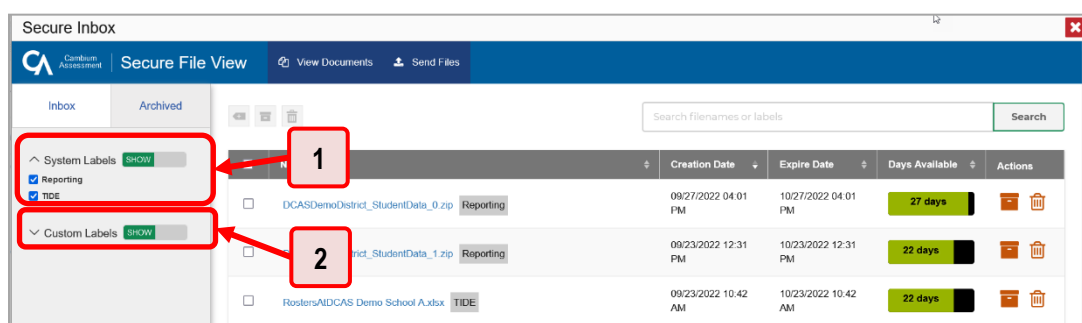 Secure Inbox
Cambium Assessment Secure File View View Documents Send Files
Inbox Archived
Search filenames or labels Search
System Labels SHOW
Reporting
TIDE
Custom Labels SHOW
1
2
N Creation Date Expire Date Days Available Actions
DCASDemoDistrict_StudentData_0.zip Reporting 09/27/2022 04:01 PM 10/27/2022 04:01 PM 27 days
rict_StudentData_1.zip Reporting 09/23/2022 12:31 PM 10/23/2022 12:31 PM 22 days
RostersAtDCAS Demo School A.xlsx TIDE 09/23/2022 10:42 AM 10/23/2022 10:42 AM 22 days